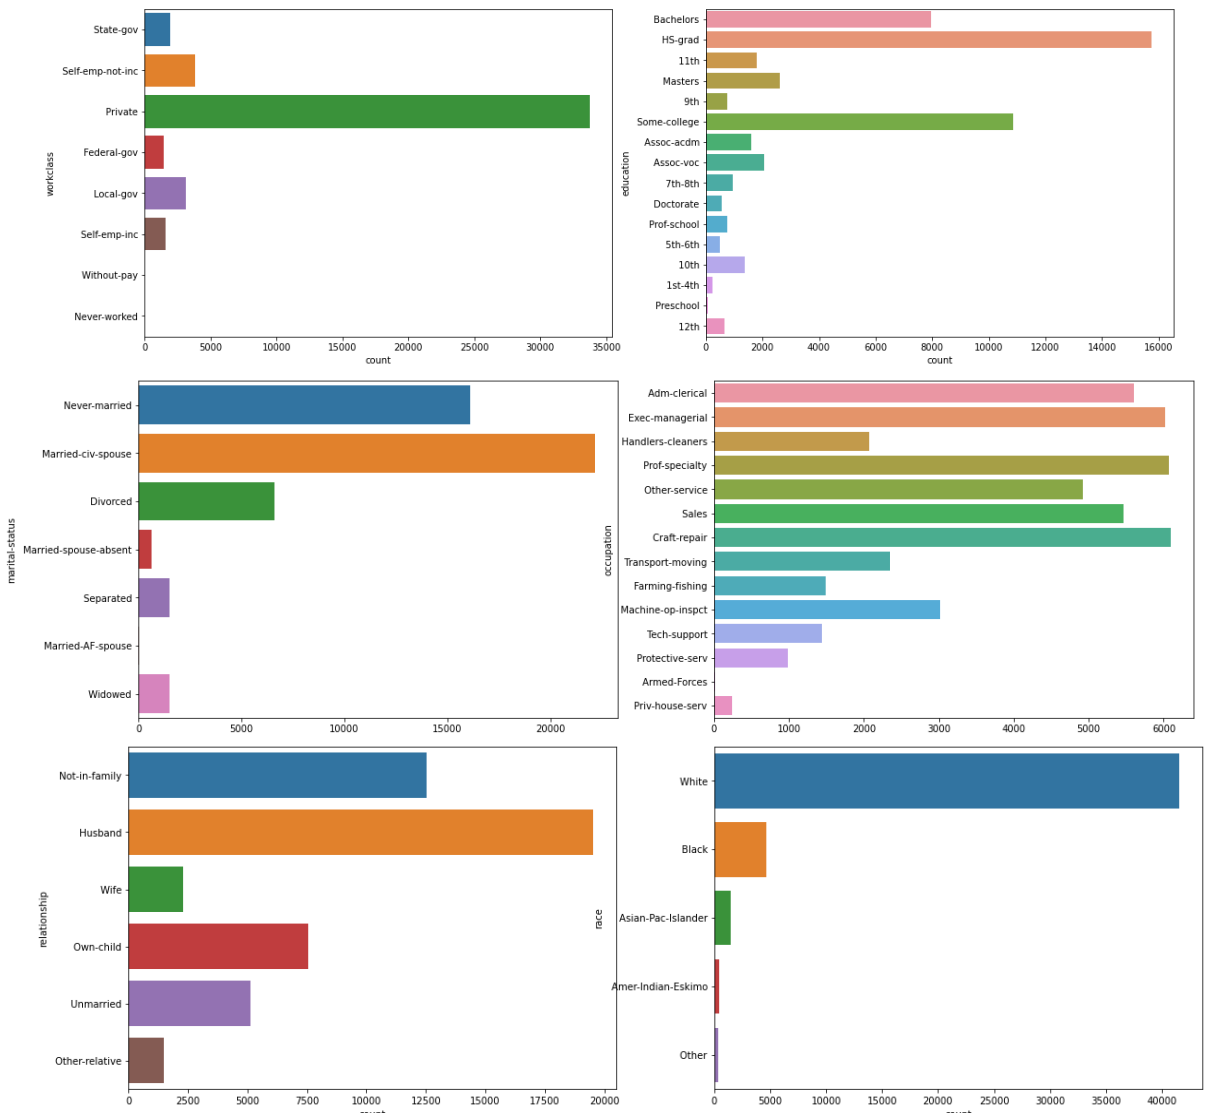 State-gov
Self-emp-not-inc
Private
Federal-gov
Local-gov
Self-emp-inc
Without-pay
Never-worked
workclass
0 5000 10000 15000 20000 25000 30000 35000
count
Bachelors
HS-grad
11th
Masters
9th
Some-college
Assoc-acdm
Assoc-voc
7th-8th
Doctorate
Prof-school
5th-6th
10th
1st-4th
Preschool
12th
education
0 2000 4000 6000 8000 10000 12000 14000 16000
count
Never-married
Married-civ-spouse
Divorced
Married-spouse-absent
Separated
Married-AF-spouse
Widowed
marital-status
0 5000 10000 15000 20000
Adm-clerical
Exec-managerial
Handlers-cleaners
Prof-specialty
Other-service
Sales
Craft-repair
Transport-moving
Farming-fishing
Machine-op-inspct
Tech-support
Protective-serv
Armed-Forces
Priv-house-serv
occupation
0 1000 2000 3000 4000 5000 6000
Not-in-family
Husband
Wife
Own-child
Unmarried
Other-relative
relationship
0 2500 5000 7500 10000 12500 15000 17500 20000
count
White
Black
Asian-Pac-Islander
Amer-Indian-Eskimo
Other
race
0 5000 10000 15000 20000 25000 30000 35000 40000
count